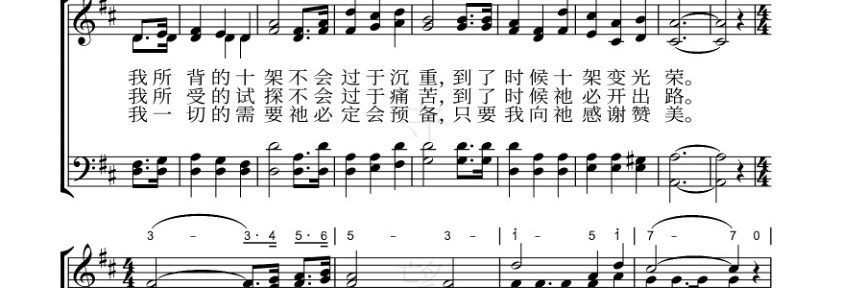 我所 背的十架不会过于沉重,到了时候十架变光荣。
我所 受的试探不会过于痛苦,到了时候祂必开出路。
我一 切的需要祂必定会预备,只要我向祂感谢赞美。
3 - 3· 4 5· 6 | 5 - 3 - | 1 - 5 1 | 7 - 7 0 |